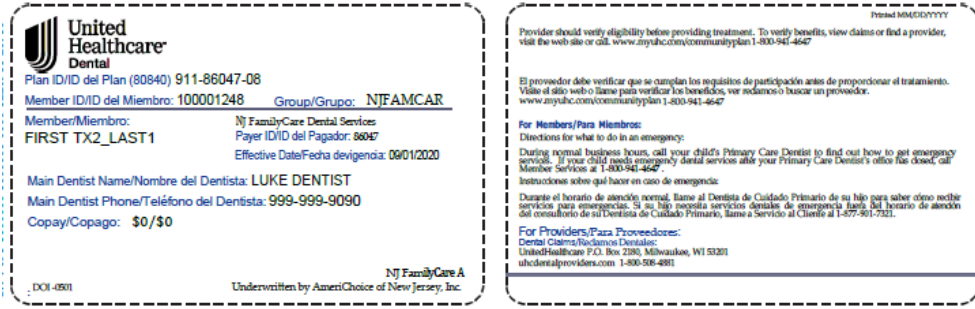 United
Healthcare®
Dental
Plan ID/ID del Plan (80840) 911-86047-08
Member ID/ID del Miembro: 100001248 Group/Grupo: NJFAMCAR
Member/Miembro:
FIRST TX2_LAST1
NJ FamilyCare Dental Services
Payer ID/ID del Pagador: 86047
Effective Date/Fecha devigencia: 09/01/2020
Main Dentist Name/Nombre del Dentista: LUKE DENTIST
Main Dentist Phone/Teléfono del Dentista: 999-999-9090
Copay/Copago: $0/$0
NJ FamilyCare A
DOI-0501 Underwritten by AmeriChoice of New Jersey, Inc.
Printed MM/DD/YYYY
Provider should verify eligibility before providing treatment. To verify benefits, view claims or find a provider,
visit the web site or call. www.myuhc.com/communityplan 1-800-941-4647
El proveedor debe verificar que se cumplan los requisitos de participación antes de proporcionar el tratamiento.
Visite el sitio web o llame para verificar los beneficios, ver reclamos o buscar un proveedor.
www.myuhc.com/communityplan 1-800-941-4647
For Members/Para Miembros:
Directions for what to do in an emergency:
During normal business hours, call your child's Primary Care Dentist to find out how to get emergency
services. If your child needs emergency dental services after your Primary Care Dentist's office has closed, call
Member Services at 1-800-941-4647 .
Instrucciones sobre qué hacer en caso de emergencia:
Durante el horario de atención normal, llame al Dentista de Cuidado Primario de su hijo para saber cómo recibir
servicios para emergencias. Si su hijo necesita servicios dentales de emergencia fuera del horario de atención
del consultorio de su Dentista de Cuidado Primario, llame a Servicio al Cliente al 1-877-901-7321.
For Providers/Para Proveedores:
Dental Claims/Reclamos Dentales:
UnitedHealthcare P.O. Box 2180, Milwaukee, WI 53201
uhcdentalproviders.com 1-800-508-4881